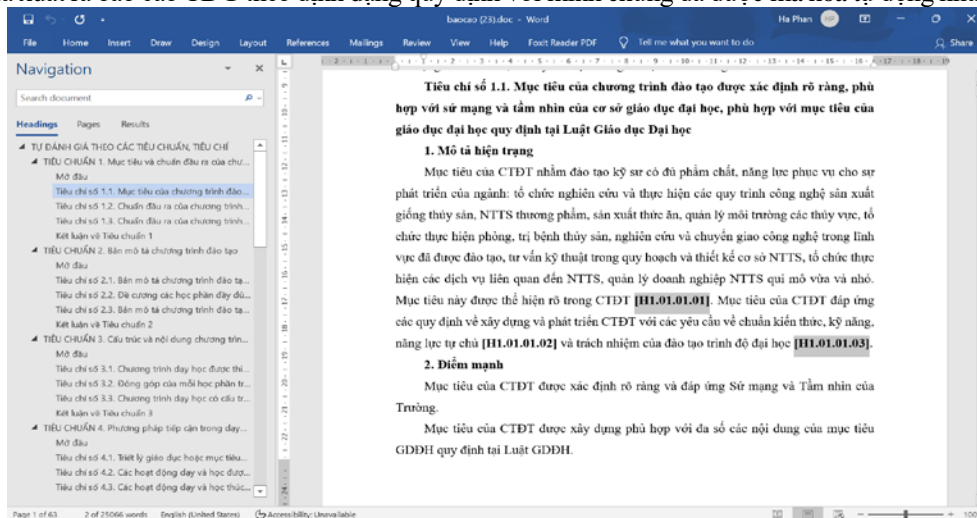 baocao (23).doc - Word
Ha Phan
HP
File Home Insert Draw Design Layout References Mailings Review View Help Foxit Reader PDF Tell me what you want to do Share
Navigation
Search document
Headings Pages Results
TỰ ĐÁNH GIÁ THEO CÁC TIÊU CHUẨN, TIÊU CHÍ
TIÊU CHUẨN 1. Mục tiêu và chuẩn đầu ra của chư...
Mở đầu
Tiêu chí số 1.1. Mục tiêu của chương trình đào...
Tiêu chí số 1.2. Chuẩn đầu ra của chương trình...
Tiêu chí số 1.3. Chuẩn đầu ra của chương trình...
Kết luận về Tiêu chuẩn 1
TIÊU CHUẨN 2. Bản mô tả chương trình đào tạo
Mở đầu
Tiêu chí số 2.1. Bản mô tả chương trình đào tạ...
Tiêu chí số 2.2. Đề cương các học phần đầy đủ...
Tiêu chí số 2.3. Bản mô tả chương trình đào tạ...
Kết luận về Tiêu chuẩn 2
TIÊU CHUẨN 3. Cấu trúc và nội dung chương trìn...
Mở đầu
Tiêu chí số 3.1. Chương trình dạy học được thi...
Tiêu chí số 3.2. Đóng góp của mỗi học phần tr...
Tiêu chí số 3.3. Chương trình dạy học có cấu tr...
Kết luận về Tiêu chuẩn 3
TIÊU CHUẨN 4. Phương pháp tiếp cận trong dạy...
Mở đầu
Tiêu chí số 4.1. Triết lý giáo dục hoặc mục tiêu...
Tiêu chí số 4.2. Các hoạt động dạy và học đượ...
Tiêu chí số 4.3. Các hoạt động dạy và học thúc...
Tiêu chí số 1.1. Mục tiêu của chương trình đào tạo được xác định rõ ràng, phù
hợp với sứ mạng và tầm nhìn của cơ sở giáo dục đại học, phù hợp với mục tiêu của
giáo dục đại học quy định tại Luật Giáo dục Đại học
1. Mô tả hiện trạng
Mục tiêu của CTĐT nhằm đào tạo kỹ sư có đủ phẩm chất, năng lực phục vụ cho sự
phát triển của ngành: tổ chức nghiên cứu và thực hiện các quy trình công nghệ sản xuất
giống thủy sản, NTTS thương phẩm, sản xuất thức ăn, quản lý môi trường các thủy vực, tổ
chức thực hiện phòng, trị bệnh thủy sản, nghiên cứu và chuyển giao công nghệ trong lĩnh
vực đã được đào tạo, tư vấn kỹ thuật trong quy hoạch và thiết kế cơ sở NTTS, tổ chức thực
hiện các dịch vụ liên quan đến NTTS, quản lý doanh nghiệp NTTS qui mô vừa và nhỏ.
Mục tiêu này được thể hiện rõ trong CTĐT [H1.01.01.01]. Mục tiêu của CTĐT đáp ứng
các quy định về xây dựng và phát triển CTĐT với các yêu cầu về chuẩn kiến thức, kỹ năng,
năng lực tự chủ [H1.01.01.02] và trách nhiệm của đào tạo trình độ đại học [H1.01.01.03].
2. Điểm mạnh
Mục tiêu của CTĐT được xác định rõ ràng và đáp ứng Sứ mạng và Tầm nhìn của
Trường.
Mục tiêu của CTĐT được xây dựng phù hợp với đa số các nội dung của mục tiêu
GDĐH quy định tại Luật GDĐH.
Page 1 of 63 2 of 25066 words English (United States) Accessibility: Unavailable